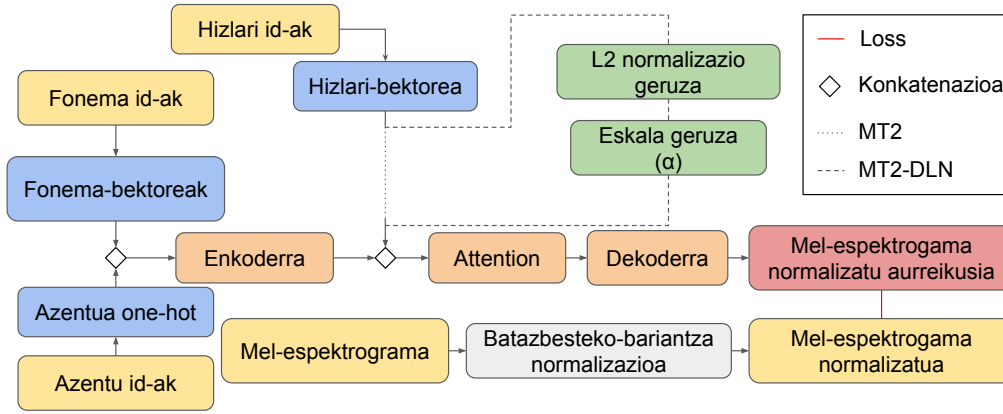 Hizlari id-ak
Hizlari-bektorea
L2 normalizazio
geruza
Eskala geruza
(α)
Loss
Konkatenazioa
MT2
MT2-DLN
Fonema id-ak
Fonema-bektoreak
Enkoderra
Attention
Dekoderra
Mel-espektrogama
normalizatu aurreikusia
Azentua one-hot
Azentu id-ak
Mel-espektrograma
Batazbesteko-bariantza
normalizazioa
Mel-espektrogama
normalizatua